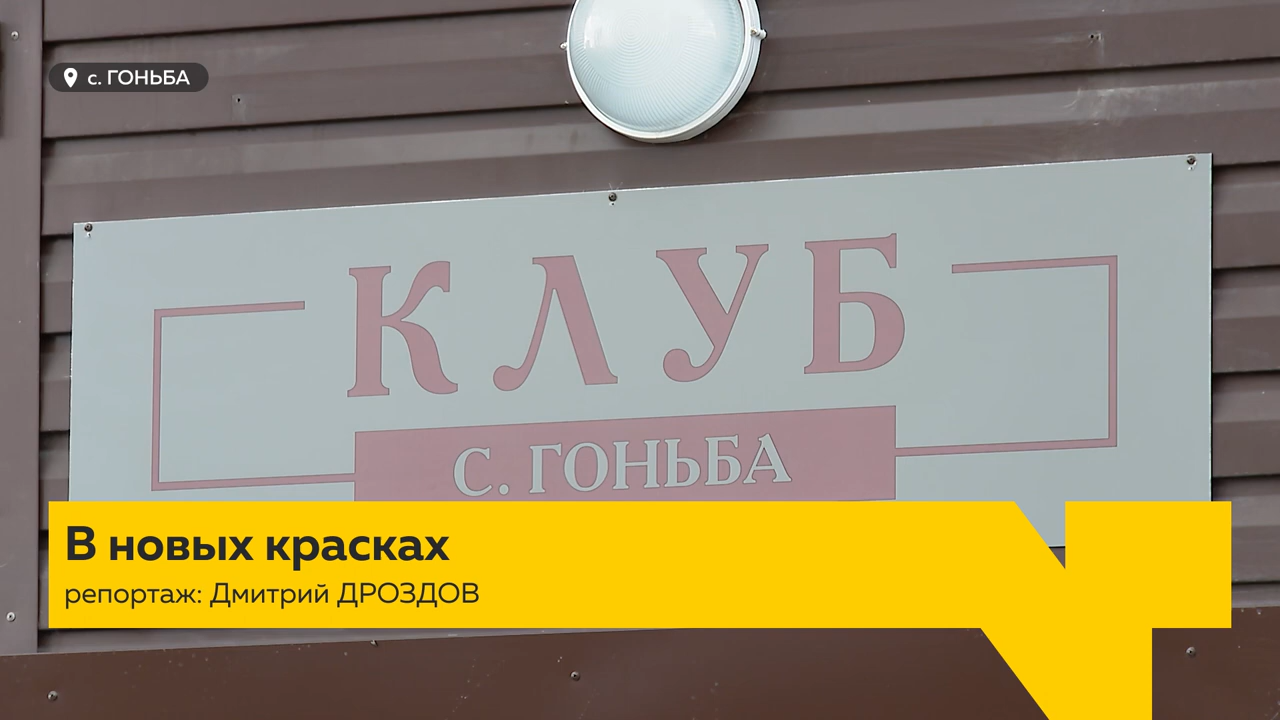 с. ГОНЬБА
КЛУБ
С. ГОНЬБА
В новых красках
репортаж: Дмитрий ДРОЗДОВ